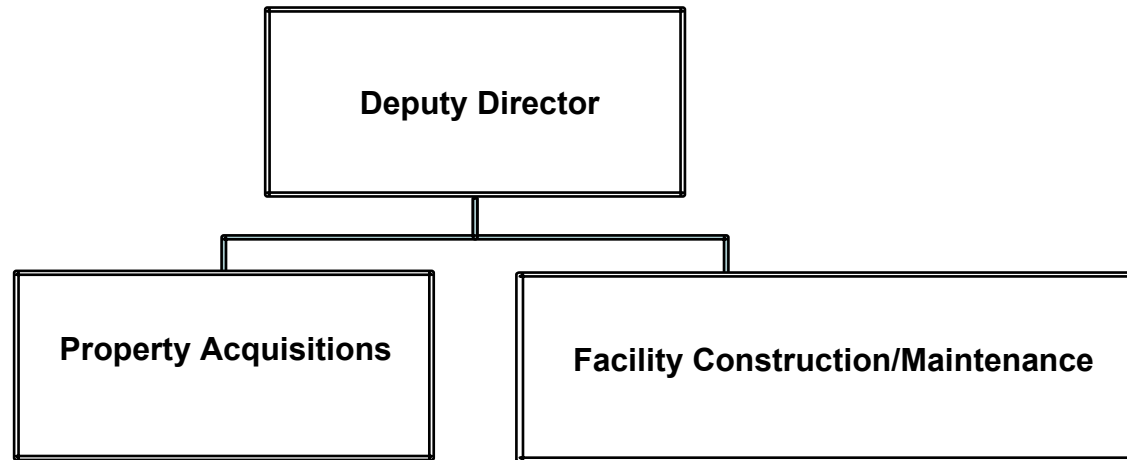 Deputy Director
Property Acquisitions
Facility Construction/Maintenance